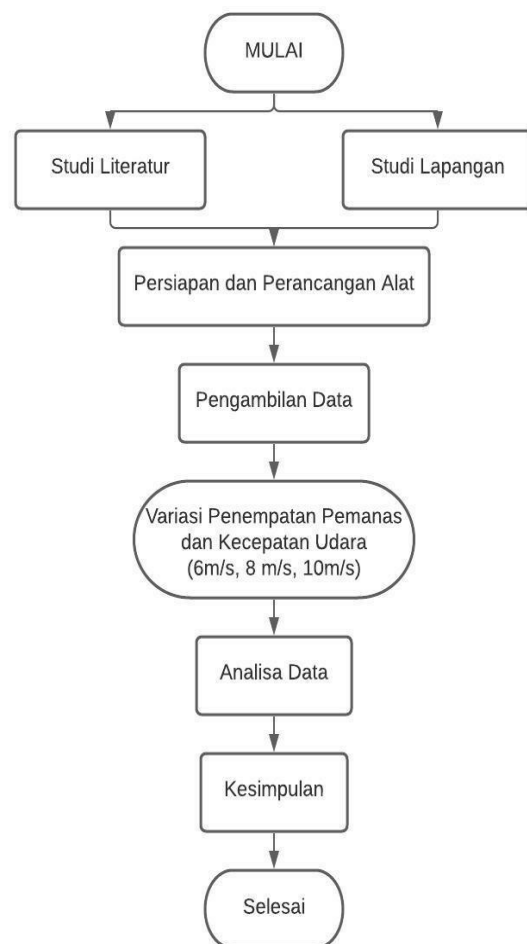 MULAI
Studi Literatur
Studi Lapangan
Persiapan dan Perancangan Alat
Pengambilan Data
Variasi Penempatan Pemanas
dan Kecepatan Udara
(6m/s, 8 m/s, 10m/s)
Analisa Data
Kesimpulan
Selesai